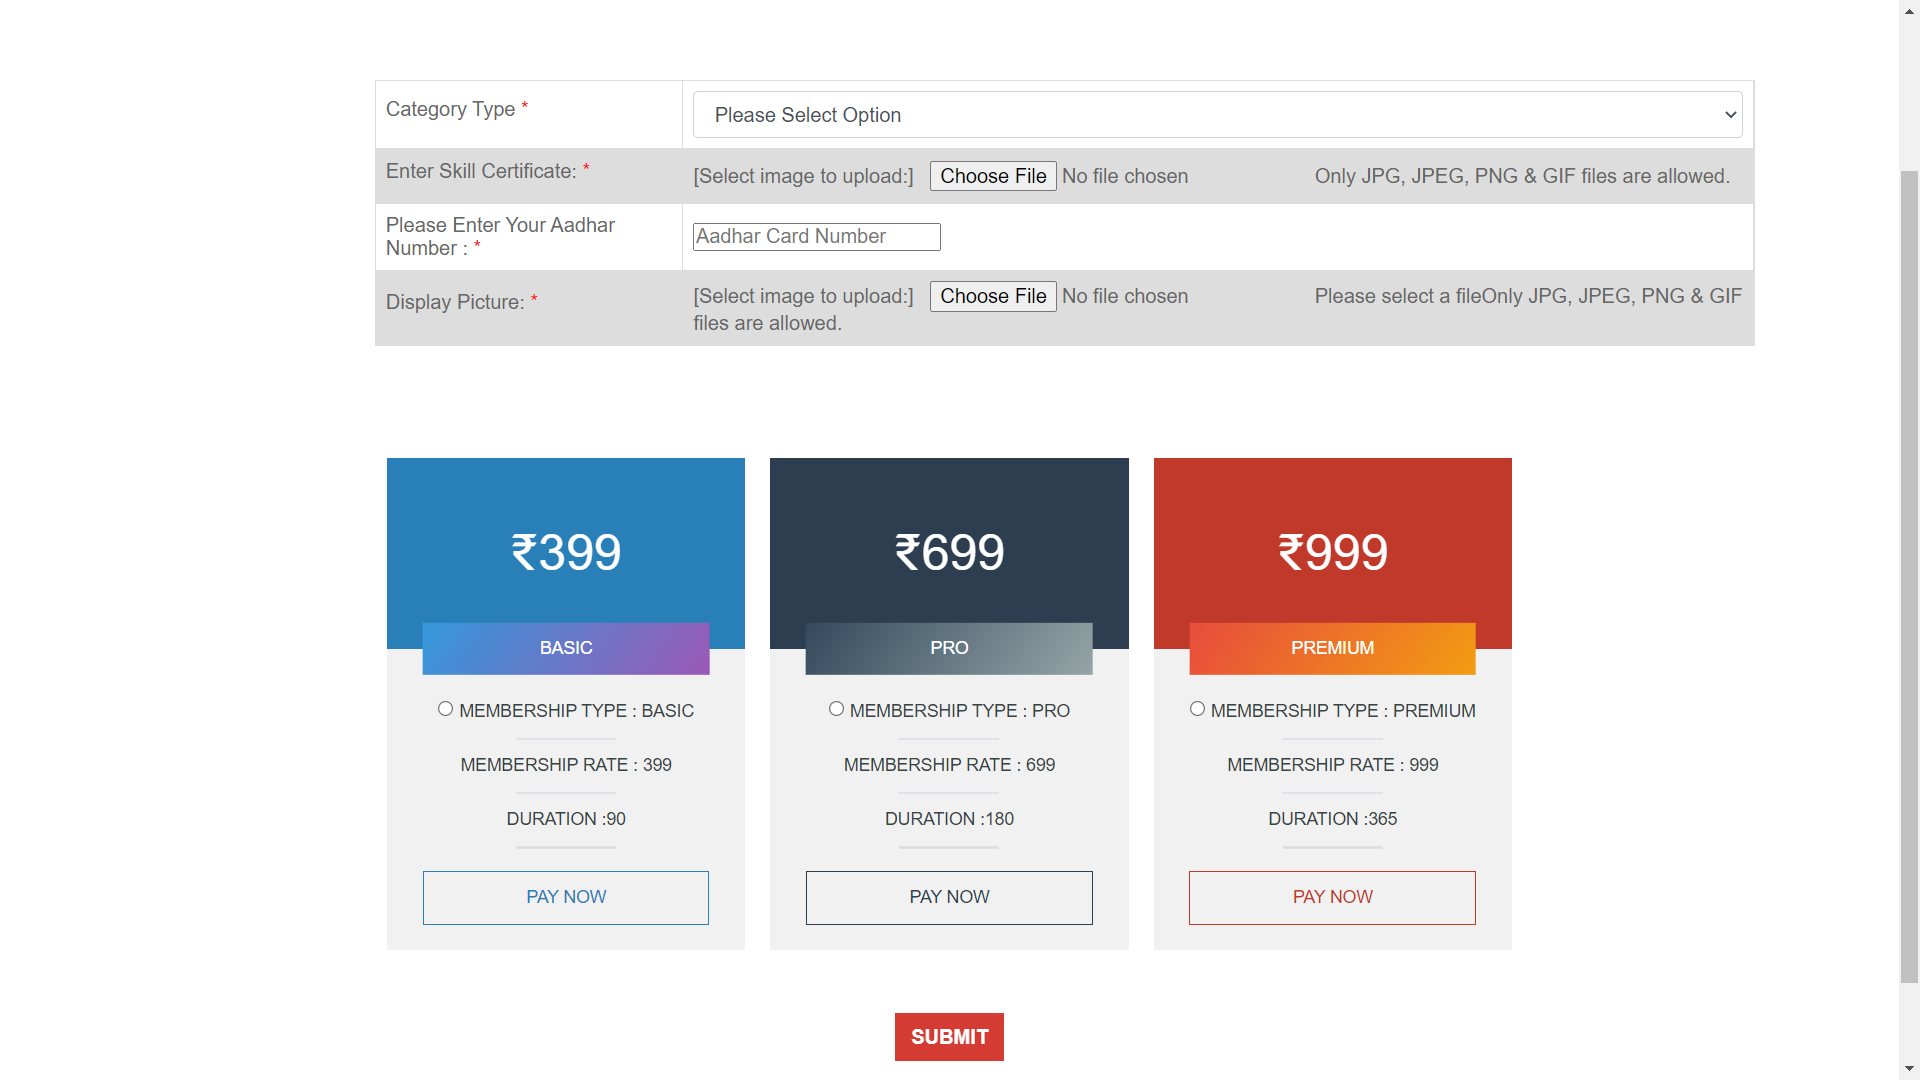 Category Type *
Please Select Option
Enter Skill Certificate: *
[Select image to upload:] Choose File No file chosen Only JPG, JPEG, PNG & GIF files are allowed.
Please Enter Your Aadhar
Number : *
Aadhar Card Number
Display Picture: *
[Select image to upload:] Choose File No file chosen Please select a fileOnly JPG, JPEG, PNG & GIF
files are allowed.
₹399
BASIC
MEMBERSHIP TYPE : BASIC
MEMBERSHIP RATE : 399
DURATION :90
PAY NOW
₹699
PRO
MEMBERSHIP TYPE : PRO
MEMBERSHIP RATE : 699
DURATION :180
PAY NOW
₹999
PREMIUM
MEMBERSHIP TYPE : PREMIUM
MEMBERSHIP RATE : 999
DURATION :365
PAY NOW
SUBMIT